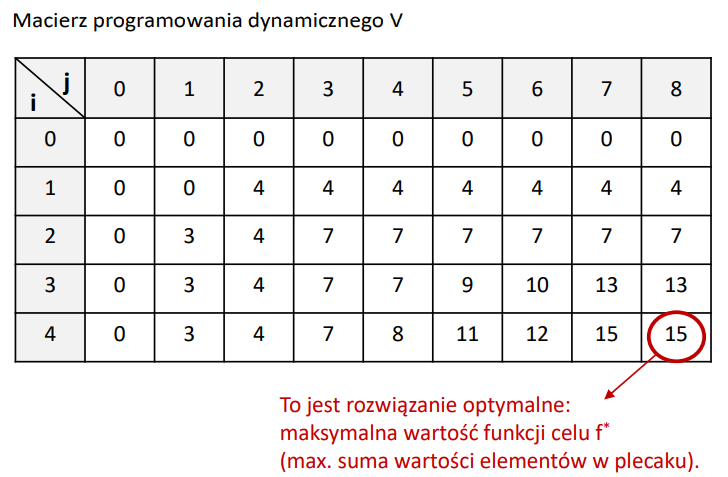 Macierz programowania dynamicznego V
j
i
0 1 2 3 4 5 6 7 8
0 0 0 0 0 0 0 0 0 0
1 0 0 4 4 4 4 4 4 4
2 0 3 4 7 7 7 7 7 7
3 0 3 4 7 7 9 10 13 13
4 0 3 4 7 8 11 12 15 15
To jest rozwiązanie optymalne:
maksymalna wartość funkcji celu f*
(max. suma wartości elementów w plecaku).